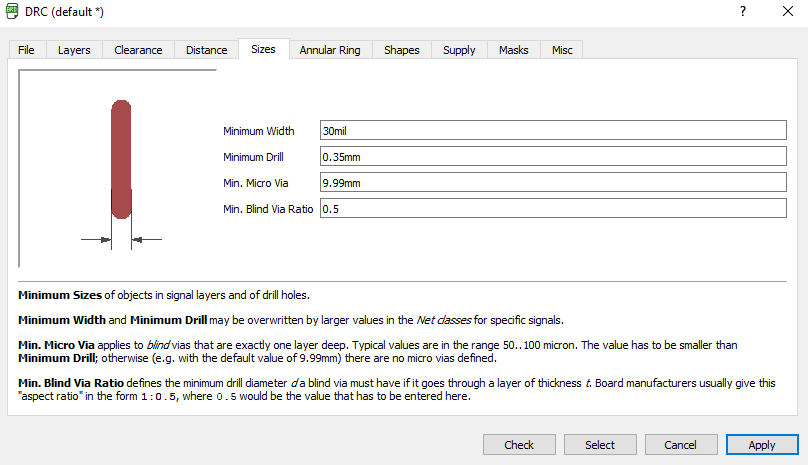 DRC (default *)
File Layers Clearance Distance Sizes Annular Ring Shapes Supply Masks Misc
Minimum Width 30mil
Minimum Drill 0.35mm
Min. Micro Via 9.99mm
Min. Blind Via Ratio 0.5
Minimum Sizes of objects in signal layers and of drill holes.
Minimum Width and Minimum Drill may be overwritten by larger values in the Net classes for specific signals.
Min. Micro Via applies to blind vias that are exactly one layer deep. Typical values are in the range 50..100 micron. The value has to be smaller than
Minimum Drill; otherwise (e.g. with the default value of 9.99mm) there are no micro vias defined.
Min. Blind Via Ratio defines the minimum drill diameter d a blind via must have if it goes through a layer of thickness t. Board manufacturers usually give this
"aspect ratio" in the form 1:0.5, where 0.5 would be the value that has to be entered here.
Check Select Cancel Apply